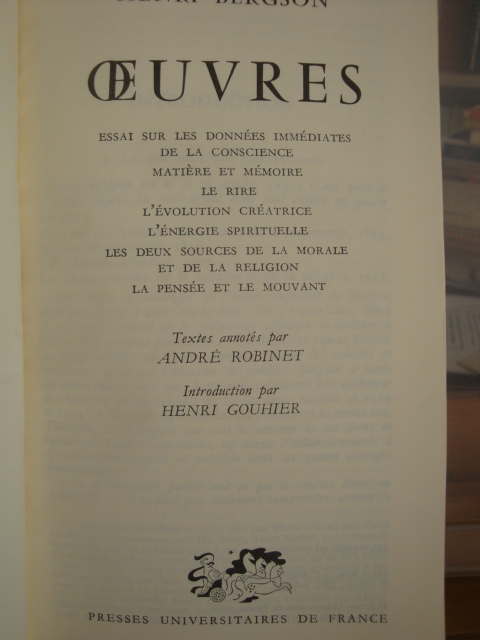 HENRI BERGSON
ŒUVRES
ESSAI SUR LES DONNÉES IMMÉDIATES
DE LA CONSCIENCE
MATIÈRE ET MÉMOIRE
LE RIRE
L'ÉVOLUTION CRÉATRICE
L'ÉNERGIE SPIRITUELLE
LES DEUX SOURCES DE LA MORALE
ET DE LA RELIGION
LA PENSÉE ET LE MOUVANT
Textes annotés par
ANDRÉ ROBINET
Introduction par
HENRI GOUHIER
PRESSES UNIVERSITAIRES DE FRANCE